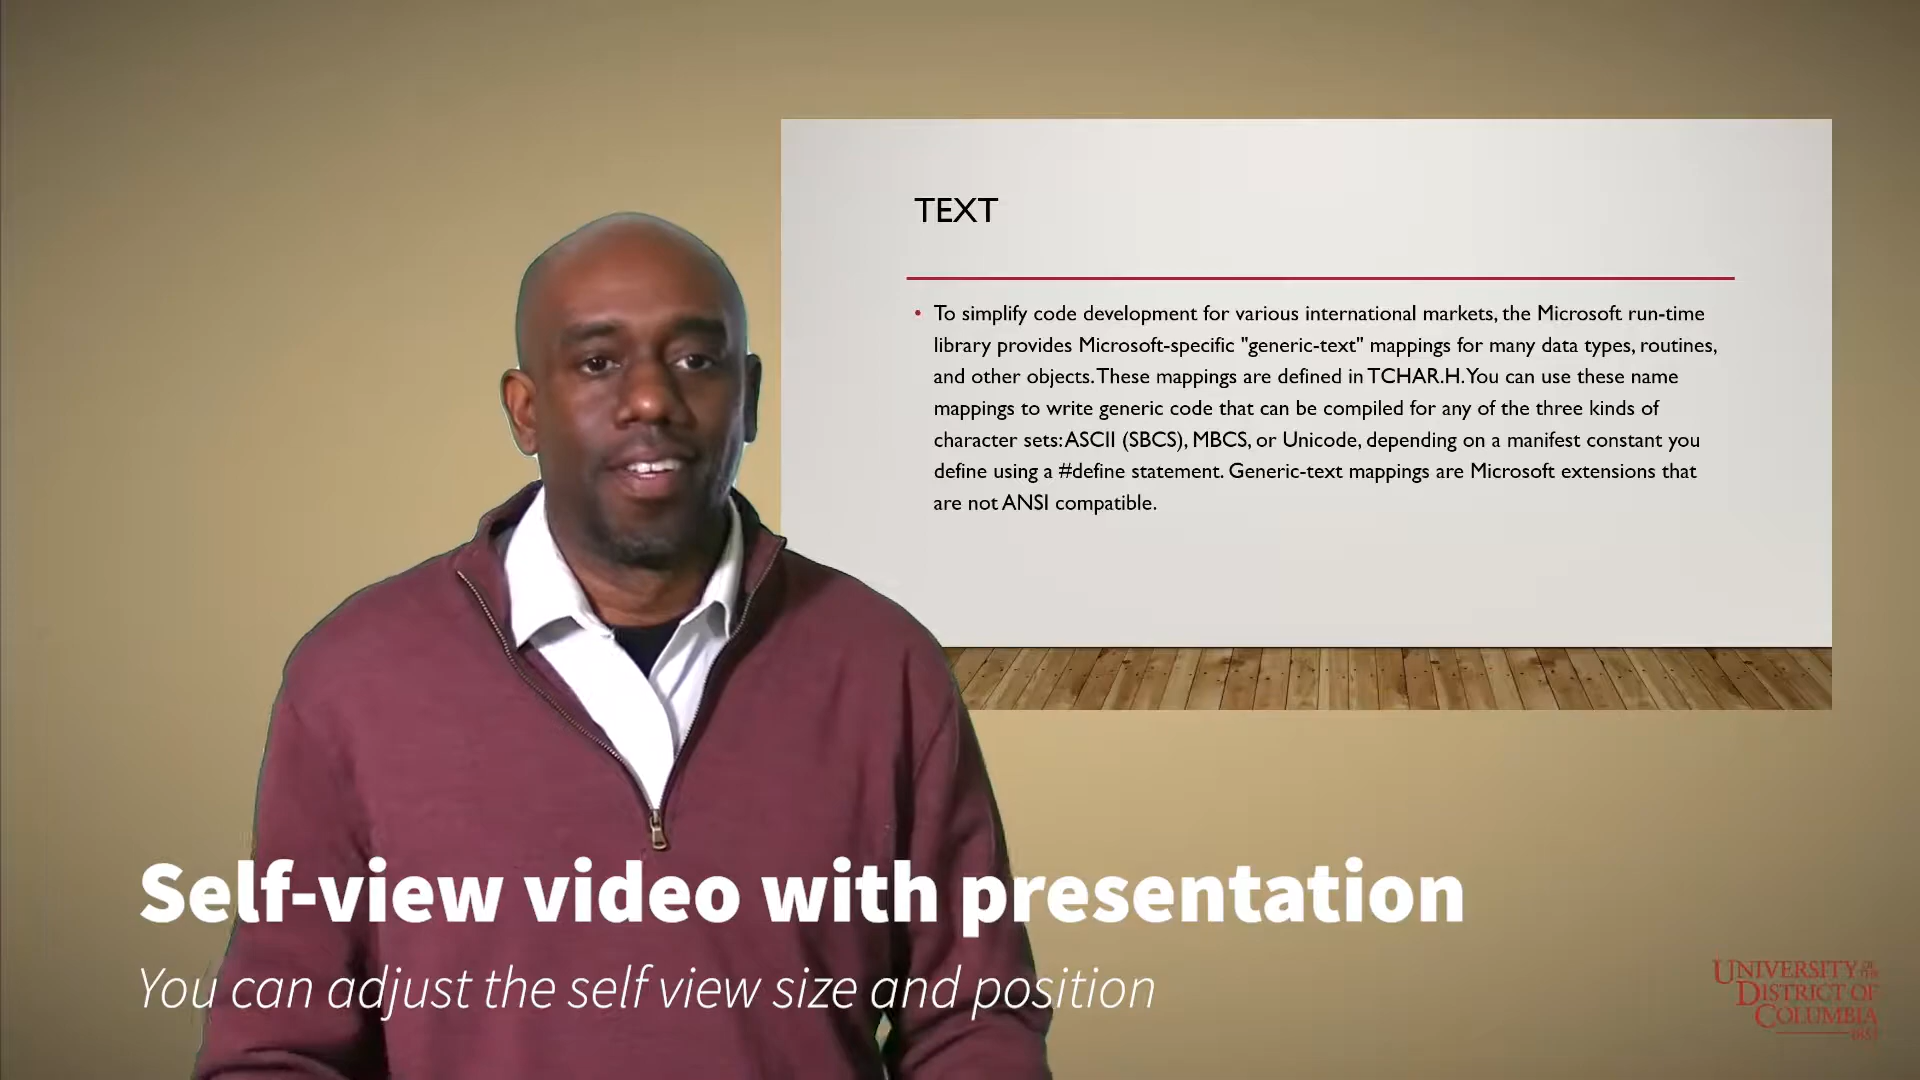 TEXT
• To simplify code development for various international markets, the Microsoft run-time
library provides Microsoft-specific "generic-text" mappings for many data types, routines,
and other objects. These mappings are defined in TCHAR.H. You can use these name
mappings to write generic code that can be compiled for any of the three kinds of
character sets: ASCII (SBCS), MBCS, or Unicode, depending on a manifest constant you
define using a #define statement. Generic-text mappings are Microsoft extensions that
are not ANSI compatible.
Self-view video with presentation
You can adjust the self view size and position
UNIVERSITY OF THE
DISTRICT OF
COLUMBIA
1851